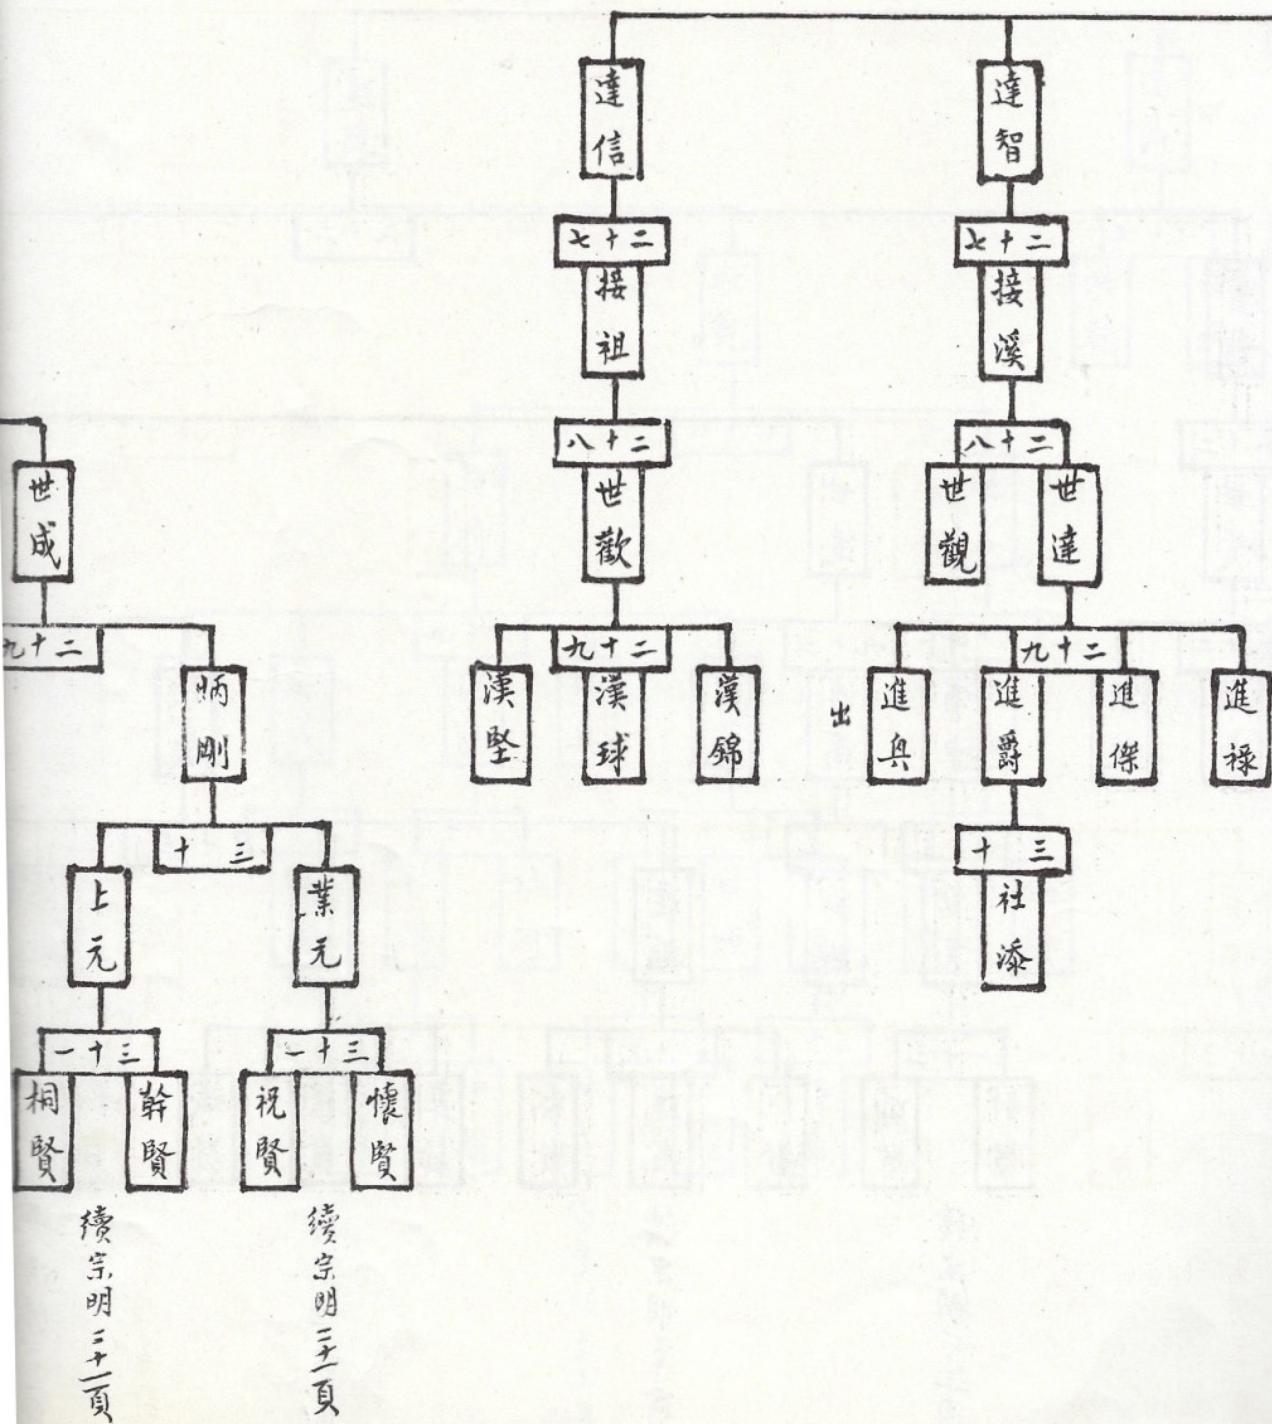 達智
二十七
接溪
二十八
世達
世觀
二十九
進祿
進傑
進爵
進興
出
三十
社添
達信
二十七
接祖
二十八
世歡
二十九
漢錦
漢球
漢堅
世成
二十九
炳剛
三十
業元
上元
三十一
懷賢
祝賢
續宗明二十一頁
三十一
幹賢
桐賢
續宗明二十一頁